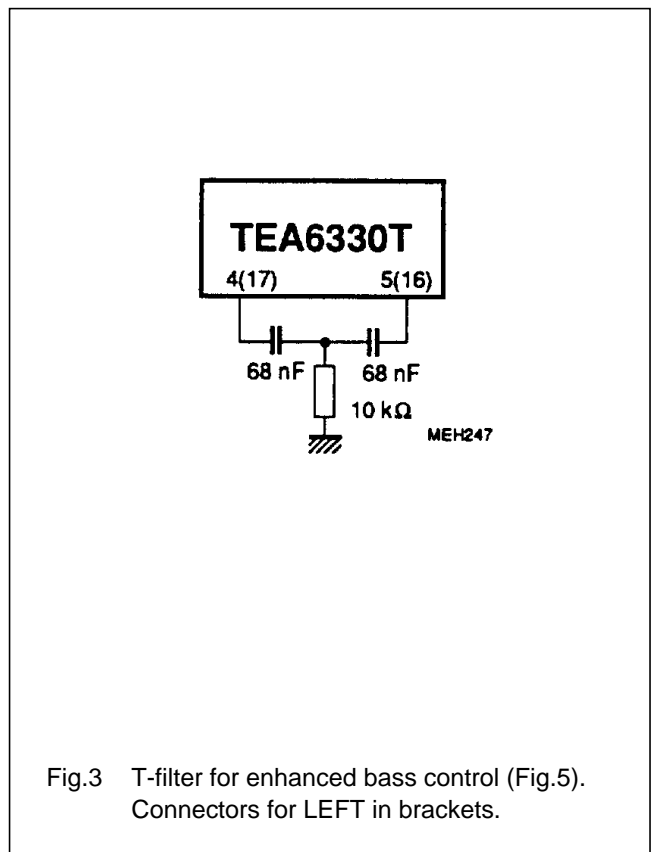 TEA6330T
4(17) 5(16)
68 nF 68 nF
10 kΩ
MEH247
Fig.3 T-filter for enhanced bass control (Fig.5).
Connectors for LEFT in brackets.